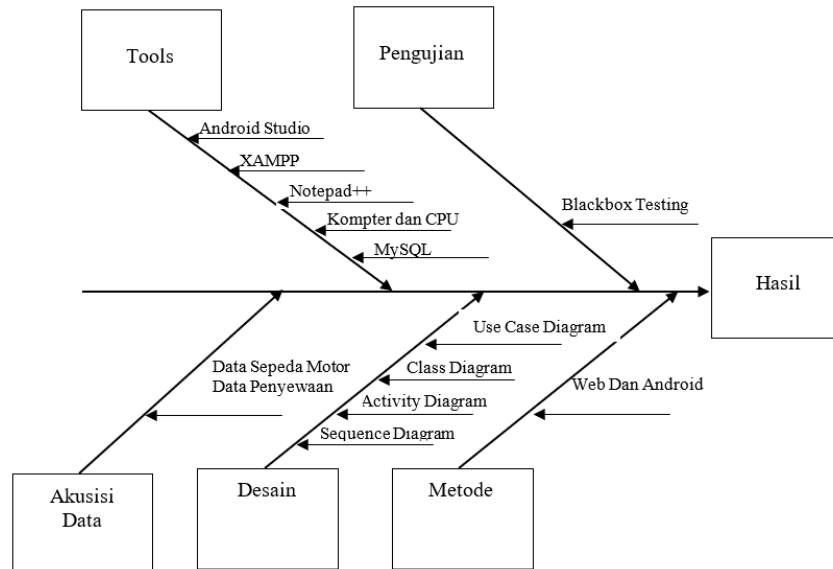 Tools
Pengujian
Android Studio
XAMPP
Notepad++
Kompter dan CPU
MySQL
Blackbox Testing
Hasil
Use Case Diagram
Data Sepeda Motor
Data Penyewaan
Class Diagram
Web Dan Android
Activity Diagram
Sequence Diagram
Akusisi
Data
Desain
Metode